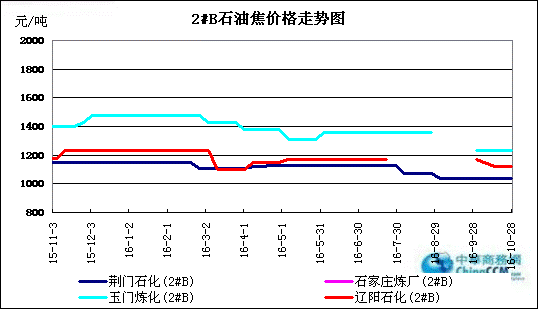 2#B石油焦价格走势图
元/吨
2000
1800
1600
1400
1200
1000
800
15-11-3
15-12-3
16-1-2
16-2-1
16-3-2
16-4-1
16-5-1
16-5-31
16-6-30
16-7-30
16-8-29
16-9-28
16-10-28
荆门石化(2#B)
石家庄炼厂(2#B)
玉门炼化(2#B)
辽阳石化(2#B)
中華商務網
ChinaCCM